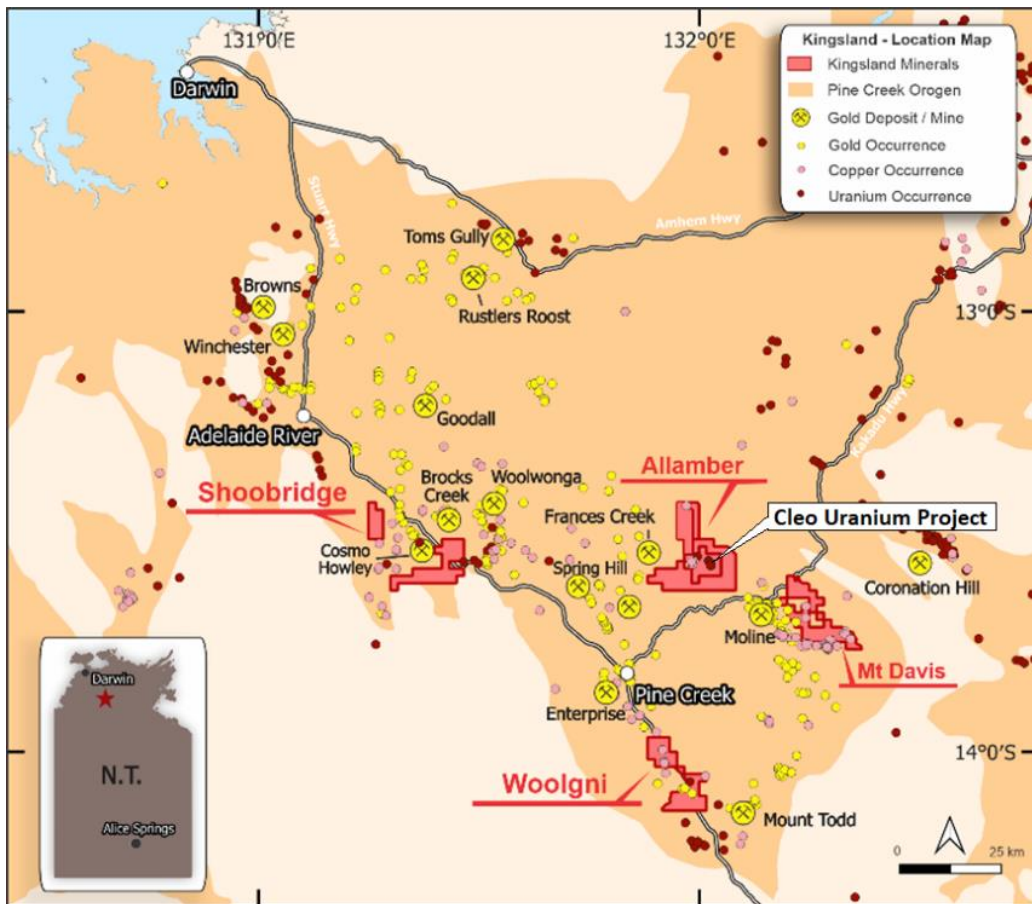 131°0'E
132°0'E
Kingsland - Location Map
Kingsland Minerals
Pine Creek Orogen
Gold Deposit / Mine
Gold Occurrence
Copper Occurrence
Uranium Occurrence
Darwin
Stuart Hwy
Arnhem Hwy
Toms Gully
Rustlers Roost
Browns
Winchester
13°0'S
Kakadu Hwy
Goodall
Adelaide River
Shoobridge
Brocks
Creek
Woolwonga
Allamber
Frances Creek
Cleo Uranium Project
Cosmo
Howley
Spring Hill
Coronation Hill
Moline
Mt Davis
Pine Creek
Enterprise
Woolgni
14°0'S
Mount Todd
Darwin
N.T.
Alice Springs
0
25 km